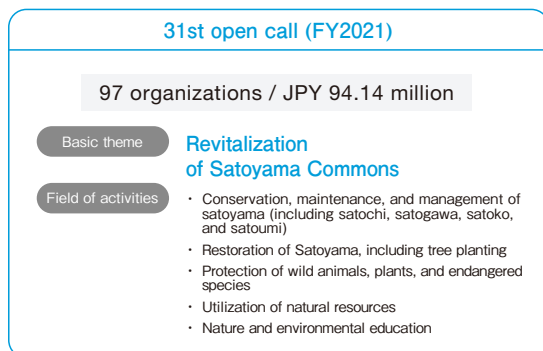 31st open call (FY2021)
97 organizations / JPY 94.14 million
Basic theme
Revitalization
of Satoyama Commons
Field of activities
・ Conservation, maintenance, and management of
satoyama (including satochi, satogawa, satoko,
and satoumi)
・ Restoration of Satoyama, including tree planting
・ Protection of wild animals, plants, and endangered
species
・ Utilization of natural resources
・ Nature and environmental education